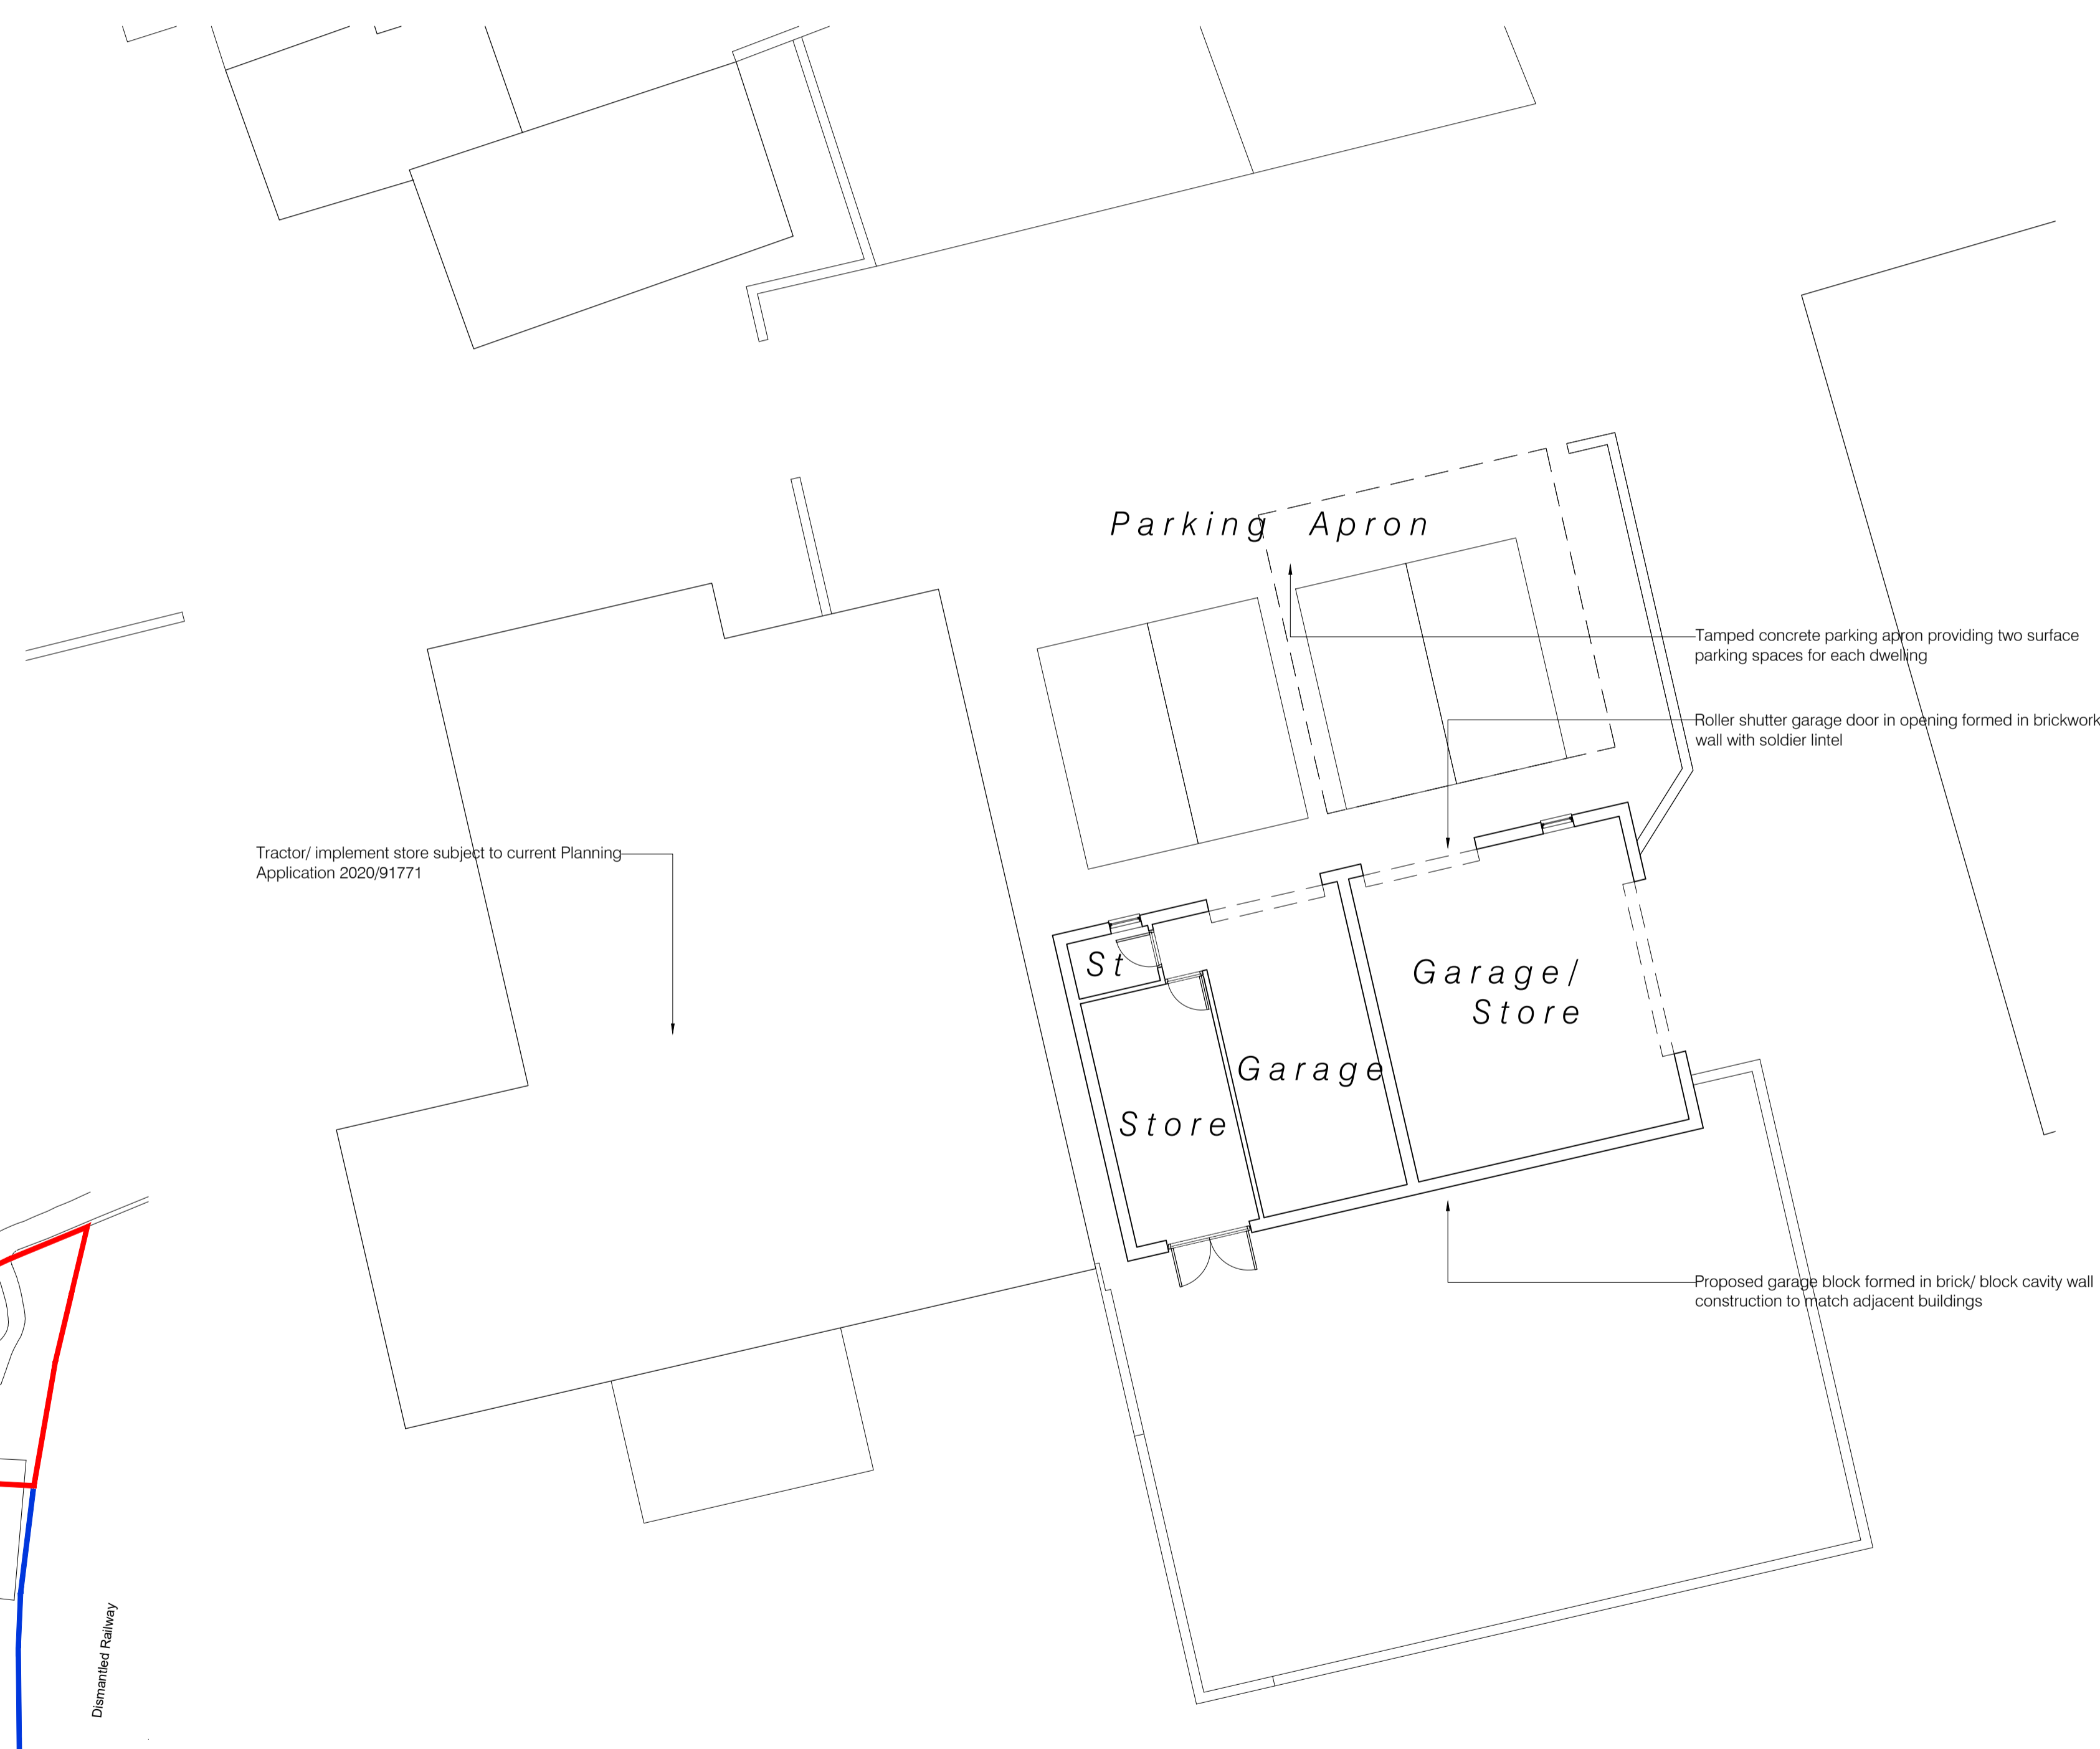 Parking Apron
Tamped concrete parking apron providing two surface
parking spaces for each dwelling
Roller shutter garage door in opening formed in brickwork
wall with soldier lintel
Tractor/ implement store subject to current Planning
Application 2020/91771
St
Garage/
Store
Garage
Store
Proposed garage block formed in brick/ block cavity wall
construction to match adjacent buildings
Dismantled Railway